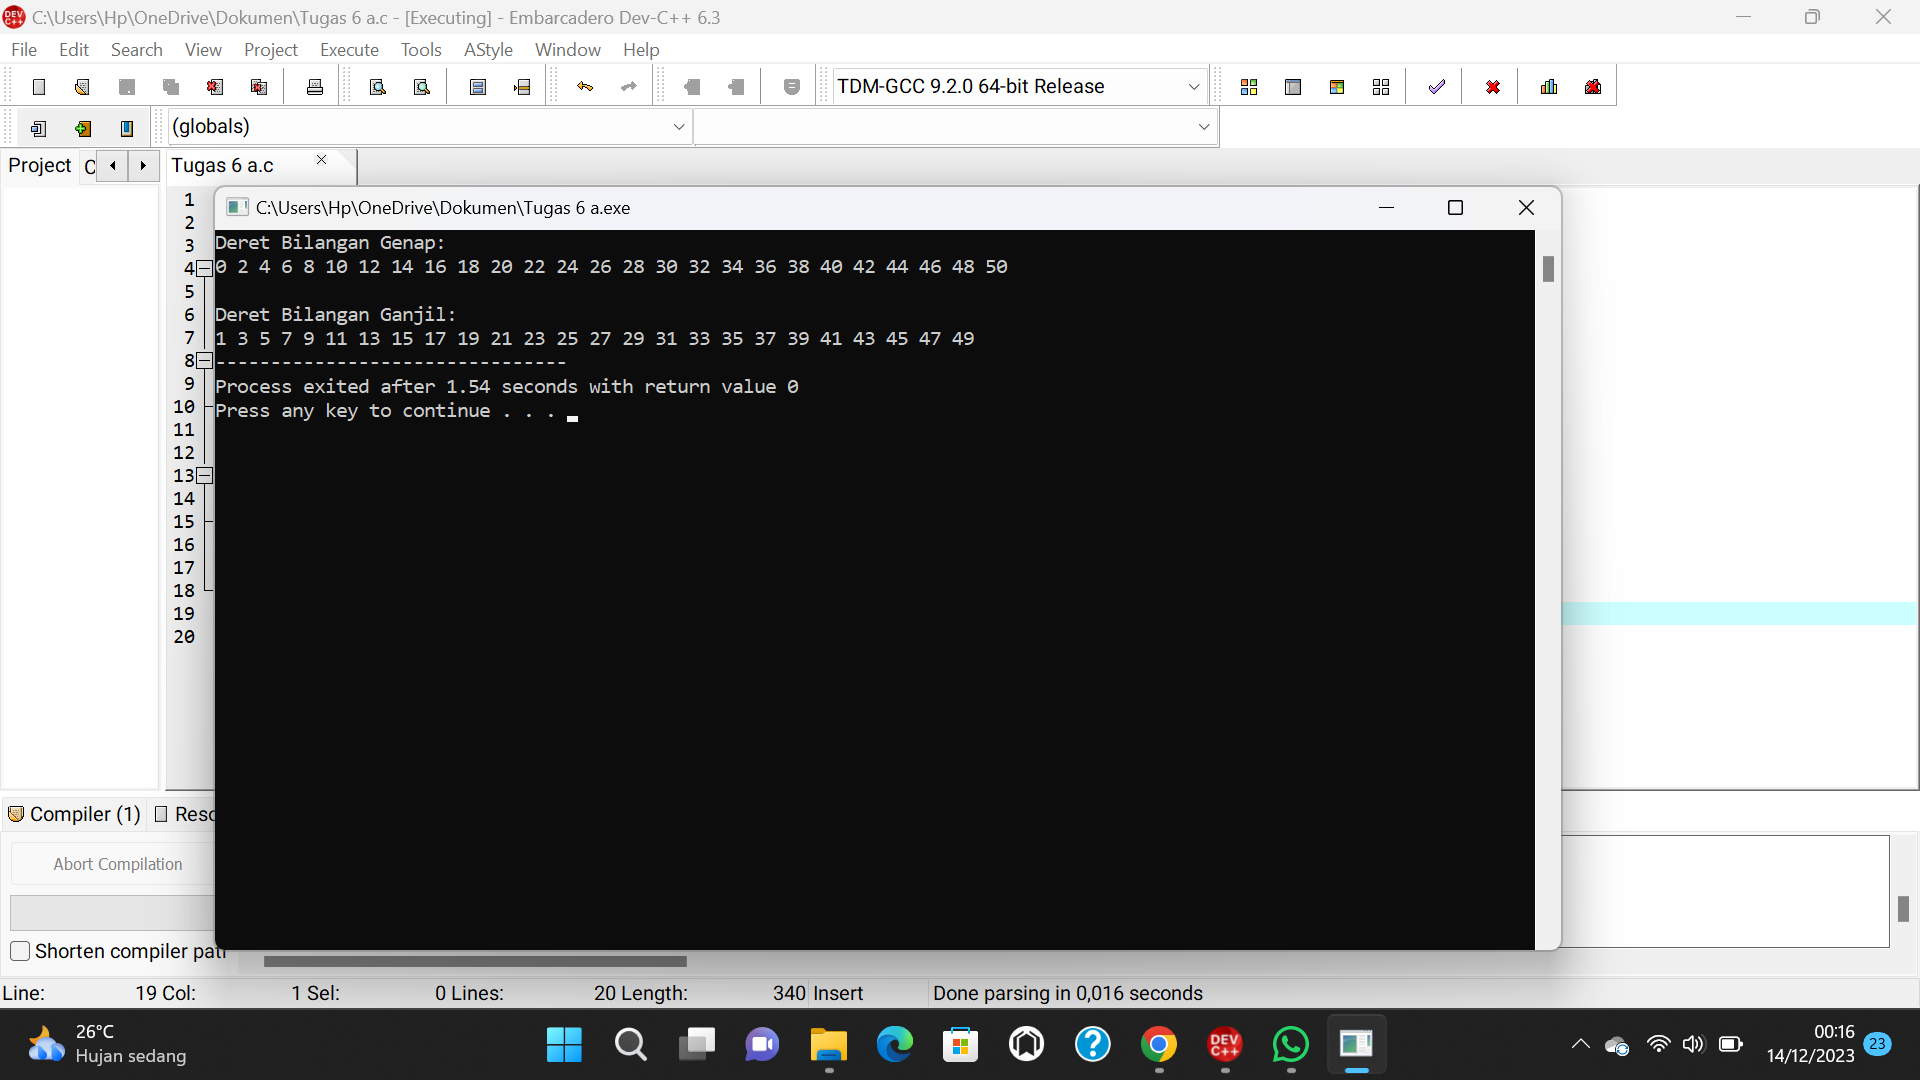 C:\Users\Hp\OneDrive\Dokumen\Tugas 6 a.c - [Executing] - Embarcadero Dev-C++ 6.3
File Edit Search View Project Execute Tools AStyle Window Help
TDM-GCC 9.2.0 64-bit Release
(globals)
Project C Tugas 6 a.c
C:\Users\Hp\OneDrive\Dokumen\Tugas 6 a.exe
1
2
3
4
5
6
7
8
9
10
11
12
13
14
15
16
17
18
19
20
Deret Bilangan Genap:
0 2 4 6 8 10 12 14 16 18 20 22 24 26 28 30 32 34 36 38 40 42 44 46 48 50
Deret Bilangan Ganjil:
1 3 5 7 9 11 13 15 17 19 21 23 25 27 29 31 33 35 37 39 41 43 45 47 49
--------------------------------
Process exited after 1.54 seconds with return value 0
Press any key to continue . . .
Compiler (1) Reso
Abort Compilation
Shorten compiler path
Line: 19 Col: 1 Sel: 0 Lines: 20 Length: 340 Insert Done parsing in 0,016 seconds
26°C
Hujan sedang
DEV C++
00:16
14/12/2023
23